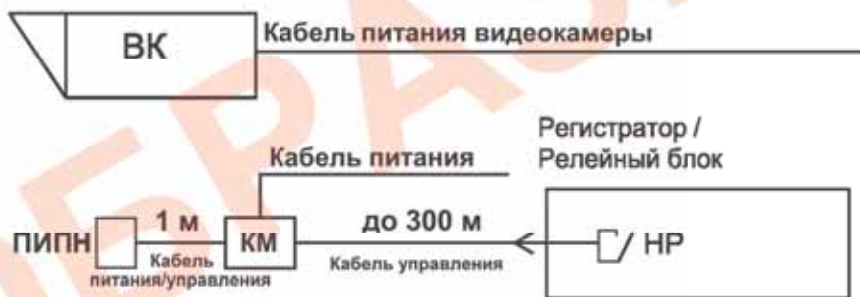 ВК
Кабель питания видеокамеры
Регистратор /
Релейный блок
Кабель питания
ПИПН
1 м
Кабель
питания/управления
КМ
до 300 м
Кабель управления
НР